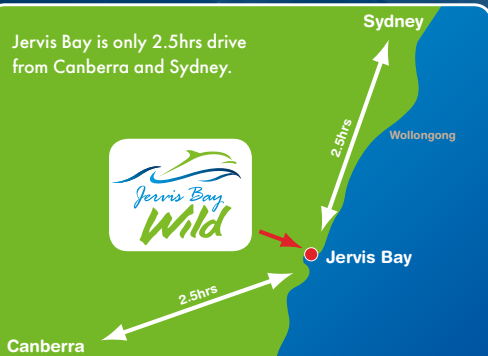 Sydney
Jervis Bay is only 2.5hrs drive
from Canberra and Sydney.
2.5hrs
Wollongong
Jervis Bay
Wild
Jervis Bay
2.5hrs
Canberra